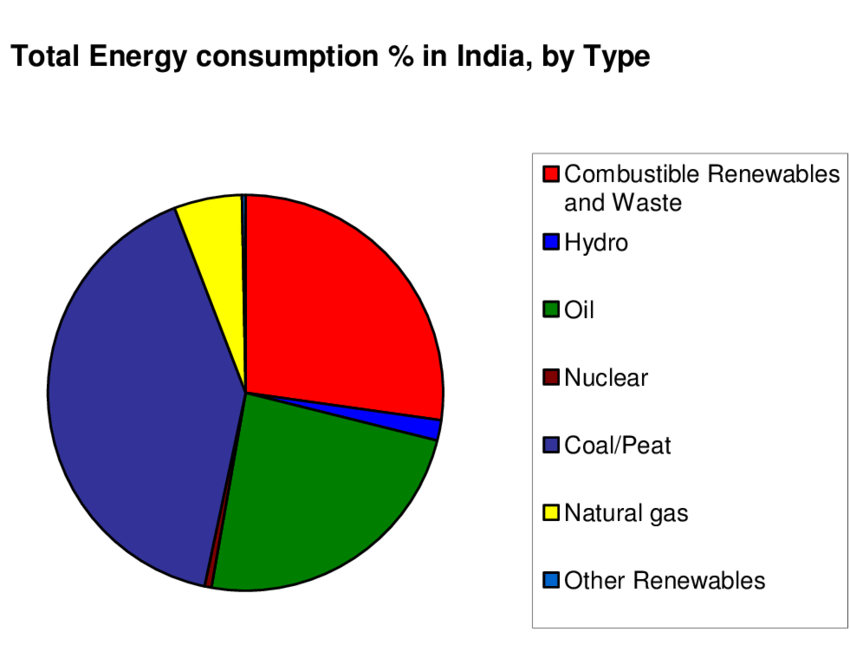 Total Energy consumption % in India, by Type
Combustible Renewables
and Waste
Hydro
Oil
Nuclear
Coal/Peat
Natural gas
Other Renewables